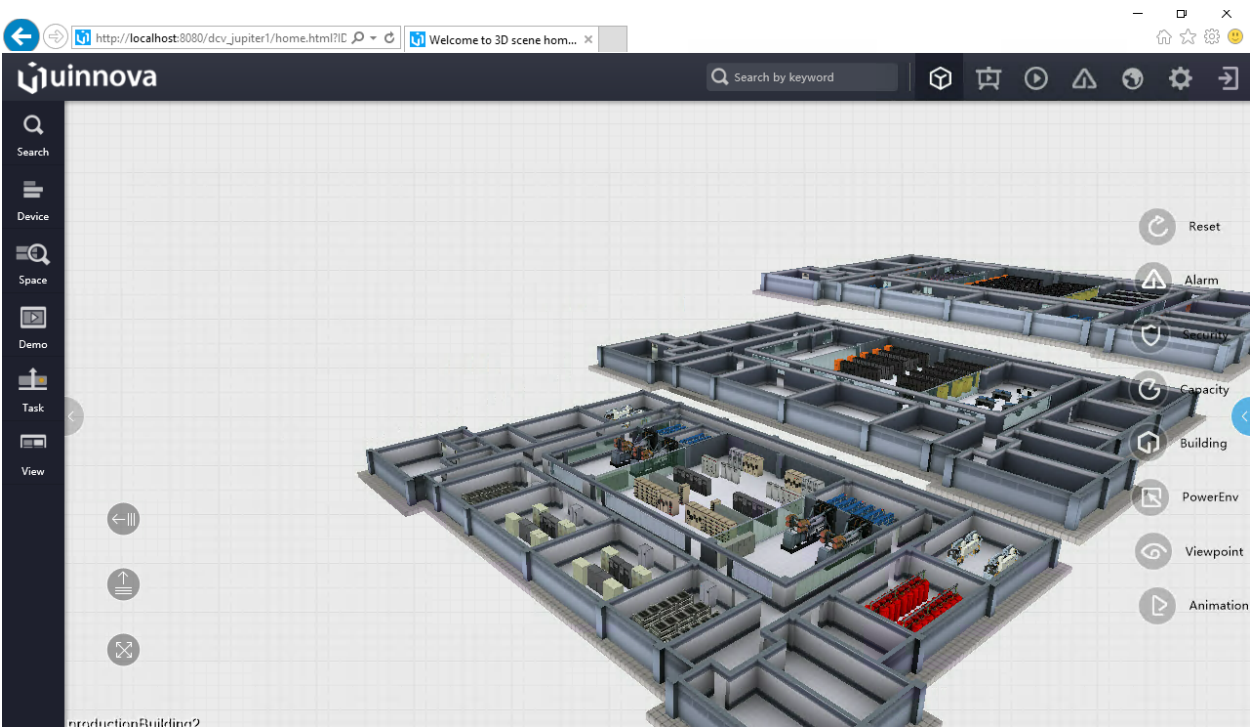 http://localhost:8080/dcv_jupiter1/home.html?ID
Welcome to 3D scene hom...
uinnova
Search by keyword
Search
Device
Space
Demo
Task
View
Reset
Alarm
Security
Capacity
Building
PowerEnv
Viewpoint
Animation
productionBuilding2